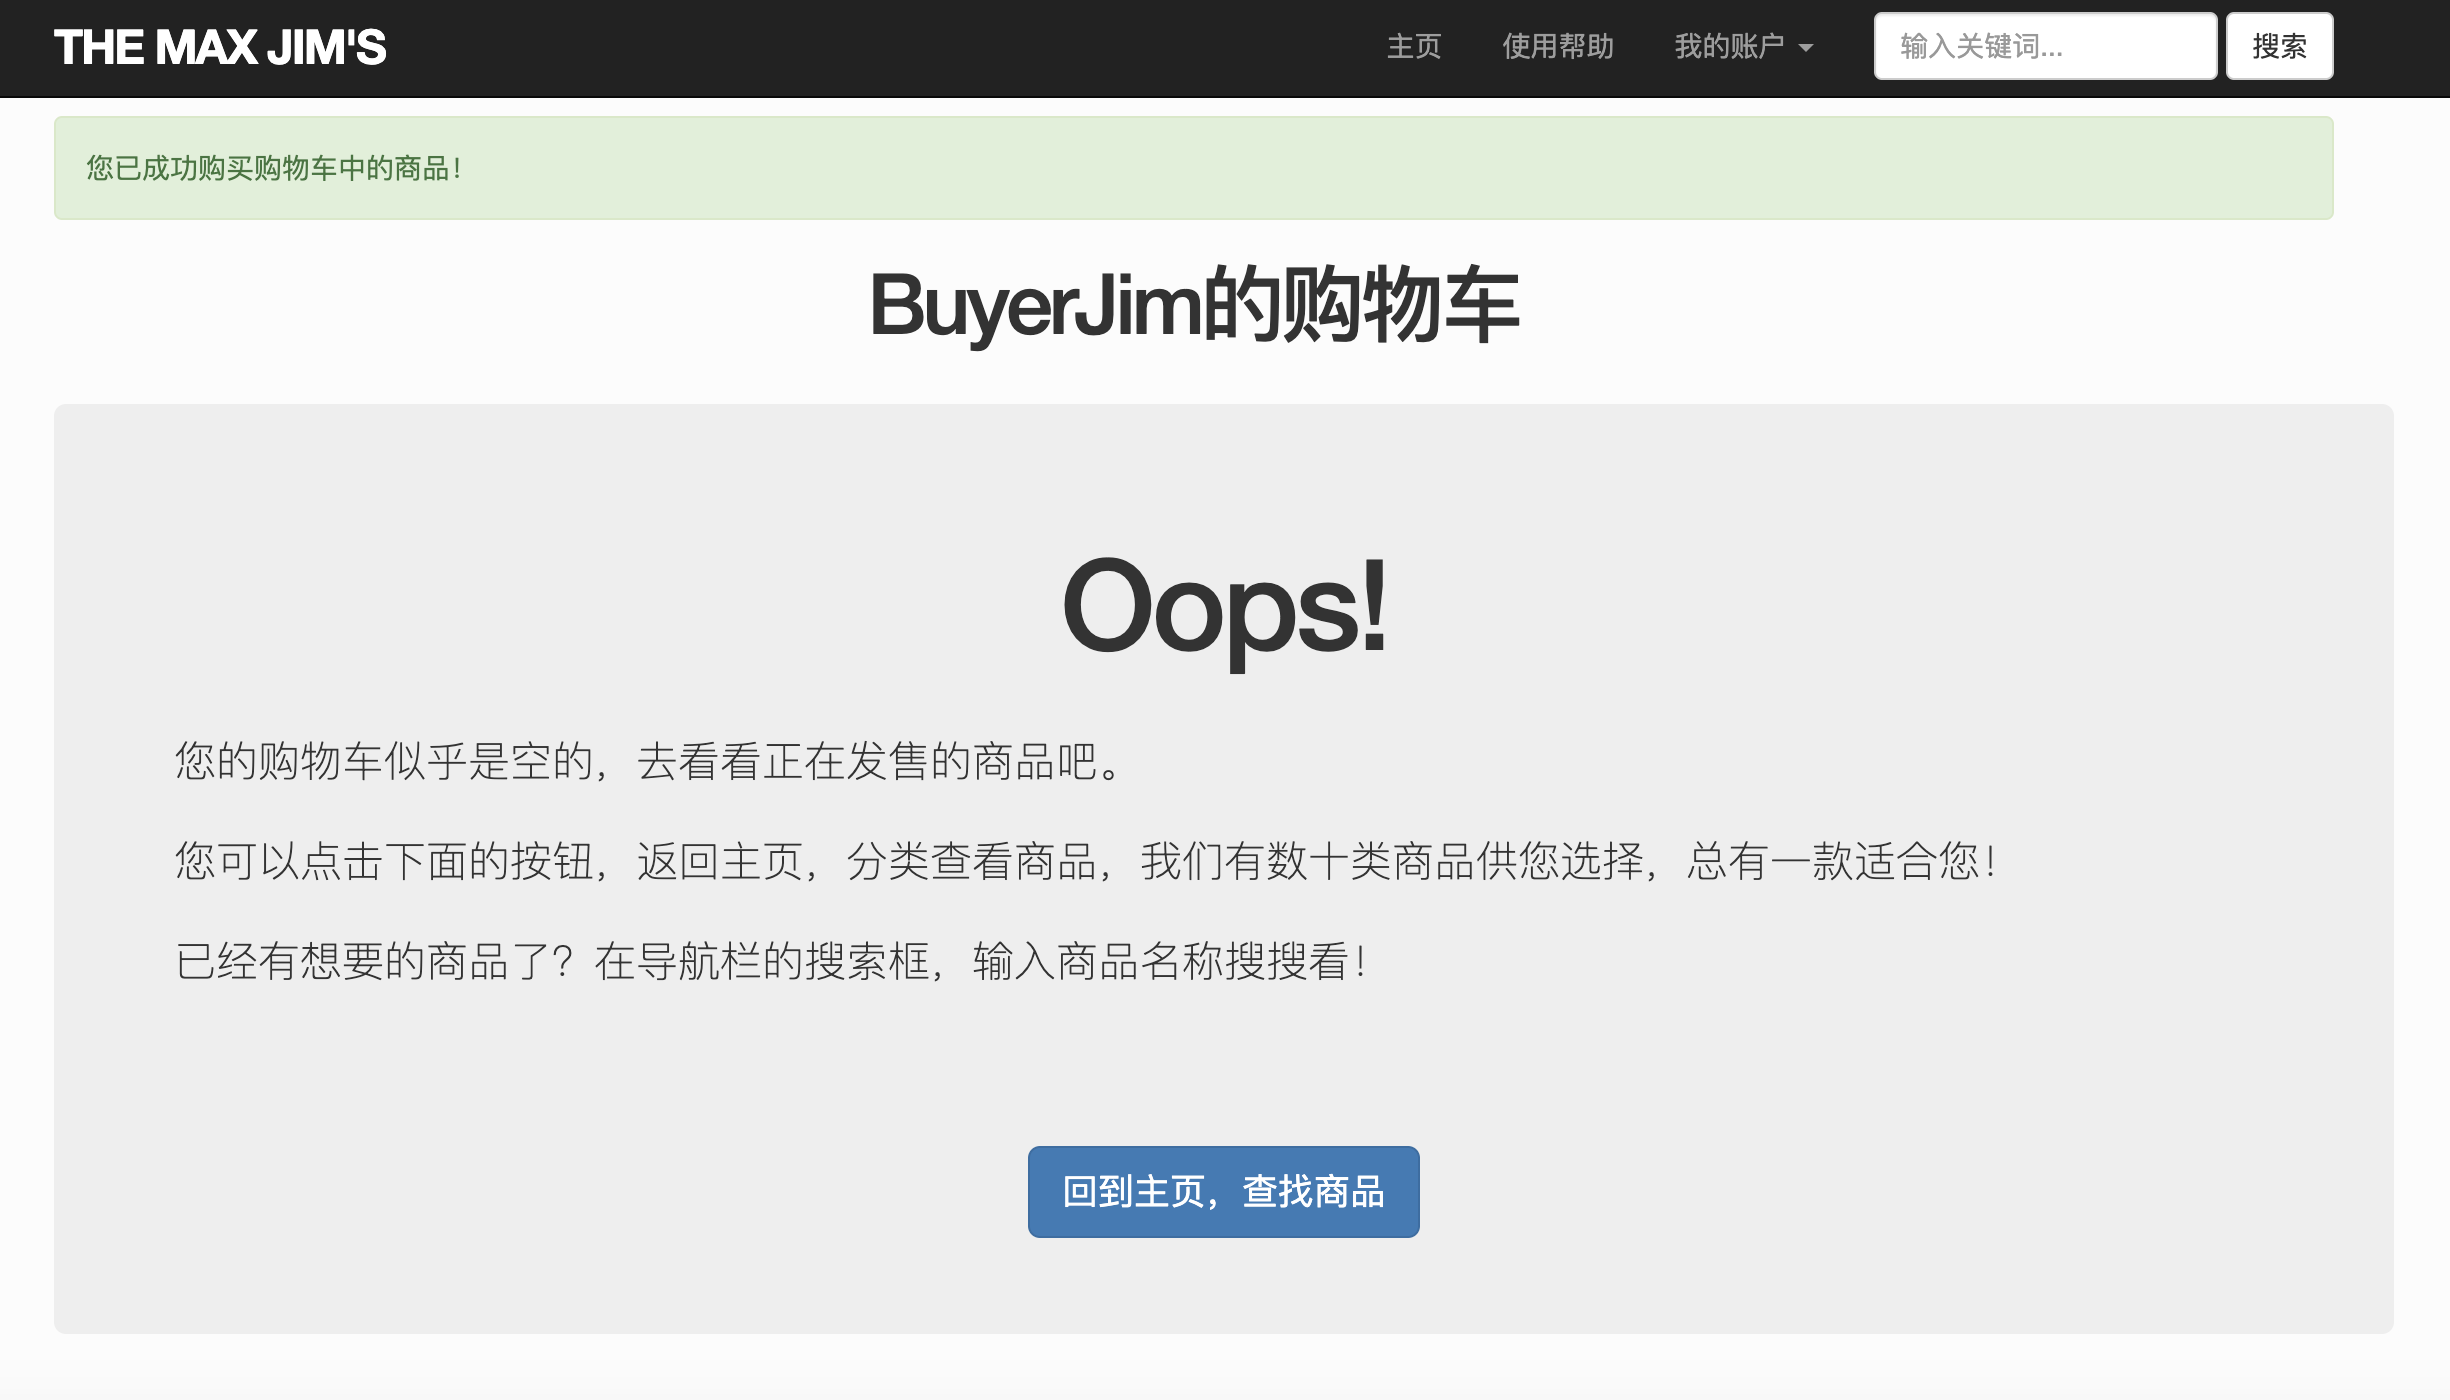 THE MAX JIM'S
主页 使用帮助 我的账户 输入关键词... 搜索
您已成功购买购物车中的商品！
BuyerJim的购物车
Oops!
您的购物车似乎是空的，去看看正在发售的商品吧。
您可以点击下面的按钮，返回主页，分类查看商品，我们有数十类商品供您选择，总有一款适合您！
已经有想要的商品了？在导航栏的搜索框，输入商品名称搜搜看！
回到主页，查找商品